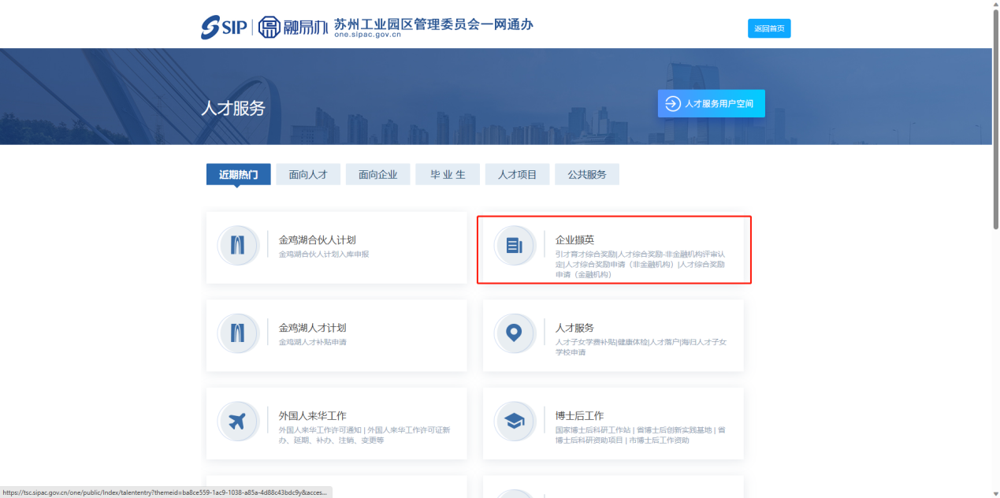 SIP 融易办 苏州工业园区管理委员会一网通办
one.sipac.gov.cn
返回首页
人才服务
人才服务用户空间
近期热门 面向人才 面向企业 毕业生 人才项目 公共服务
金鸡湖合伙人计划
金鸡湖合伙人计划入库申报
企业撷英
引才育才综合奖励|人才综合奖励-非金融机构评审认
定|人才综合奖励申请（非金融机构）|人才综合奖励
申请（金融机构）
金鸡湖人才计划
金鸡湖人才补贴申请
人才服务
人才子女学费补贴|健康体检|人才落户|海归人才子女
学校申请
外国人来华工作
外国人来华工作许可通知 | 外国人来华工作许可证新
办、延期、补办、注销、变更等
博士后工作
国家博士后科研工作站 | 省博士后创新实践基地 | 省
博士后科研资助项目 | 市博士后工作资助
https://tsc.sipac.gov.cn/one/public/Index/talententry?themeid=ba8ce559-1ac9-1038-a85a-4d88c43bdc9y&acces...